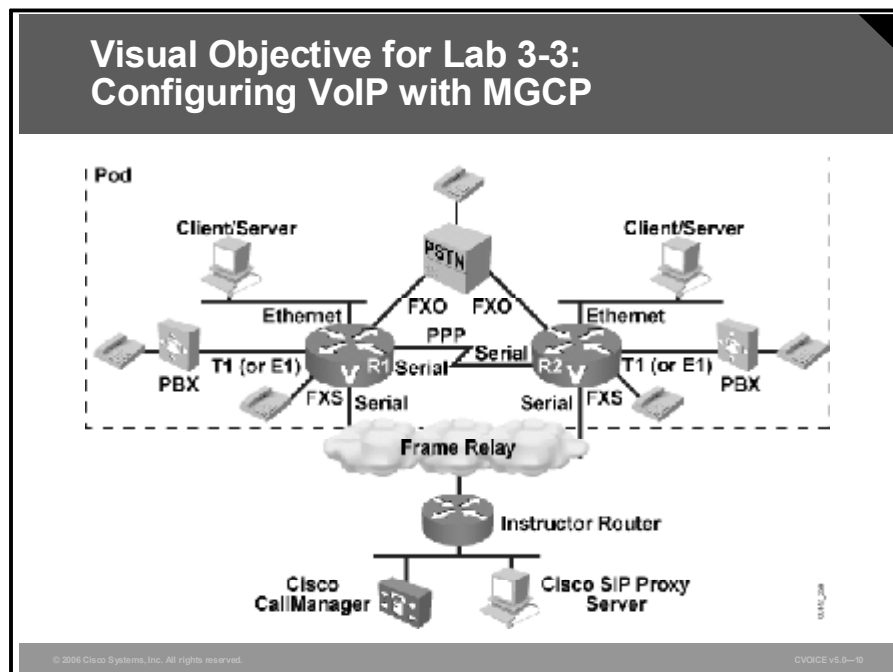 Visual Objective for Lab 3-3:
Configuring VoIP with MGCP
Pod
Client/Server
Client/Server
PSTN
FXO
FXO
Ethernet
Ethernet
PPP
Serial
R1
Serial
R2
PBX
T1 (or E1)
V
V
T1 (or E1)
PBX
FXS
Serial
Serial
FXS
Frame Relay
Instructor Router
Cisco
CallManager
Cisco SIP Proxy
Server
© 2006 Cisco Systems, Inc. All rights reserved.
CVOICE v5.0—10